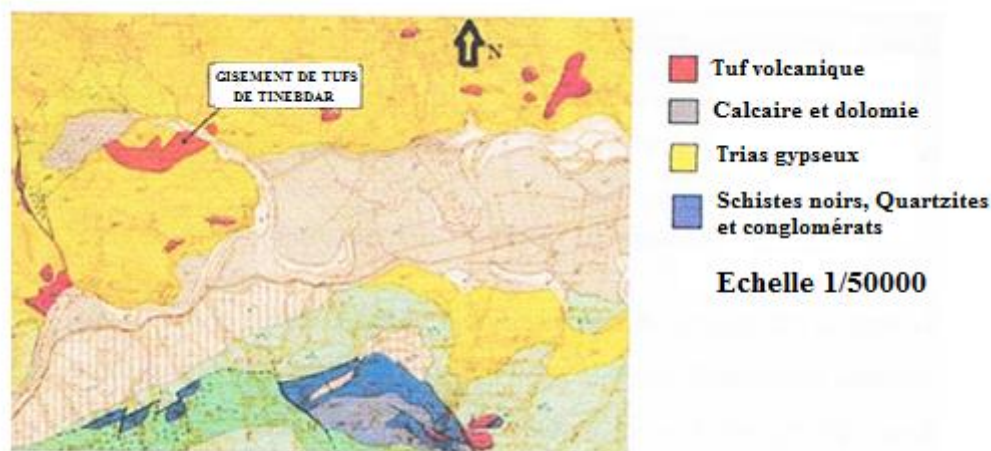 GISEMENT DE TUFS
DE TINEBDAR
N
Tuf volcanique
Calcaire et dolomie
Trias gypseux
Schistes noirs, Quartzites
et conglomérats
Echelle 1/50000